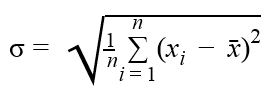 σ = √(1/n ∑_{i = 1}^{n} (x_i − x̄)²)